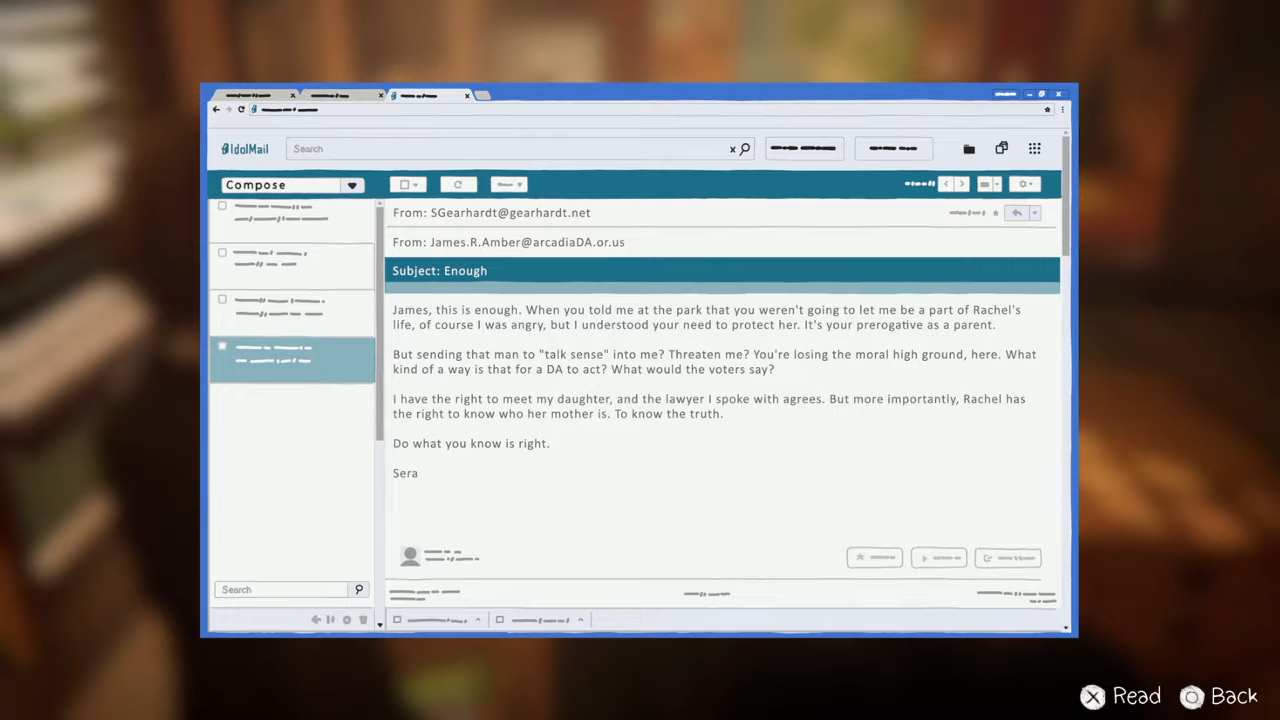 IdolMail
Search
x
Compose
From: SGearhardt@gearhardt.net
From: James.R.Amber@arcadiaDA.or.us
Subject: Enough
James, this is enough. When you told me at the park that you weren't going to let me be a part of Rachel's
life, of course I was angry, but I understood your need to protect her. It's your prerogative as a parent.
But sending that man to "talk sense" into me? Threaten me? You're losing the moral high ground, here. What
kind of a way is that for a DA to act? What would the voters say?
I have the right to meet my daughter, and the lawyer I spoke with agrees. But more importantly, Rachel has
the right to know who her mother is. To know the truth.
Do what you know is right.
Sera
Search
Read
Back